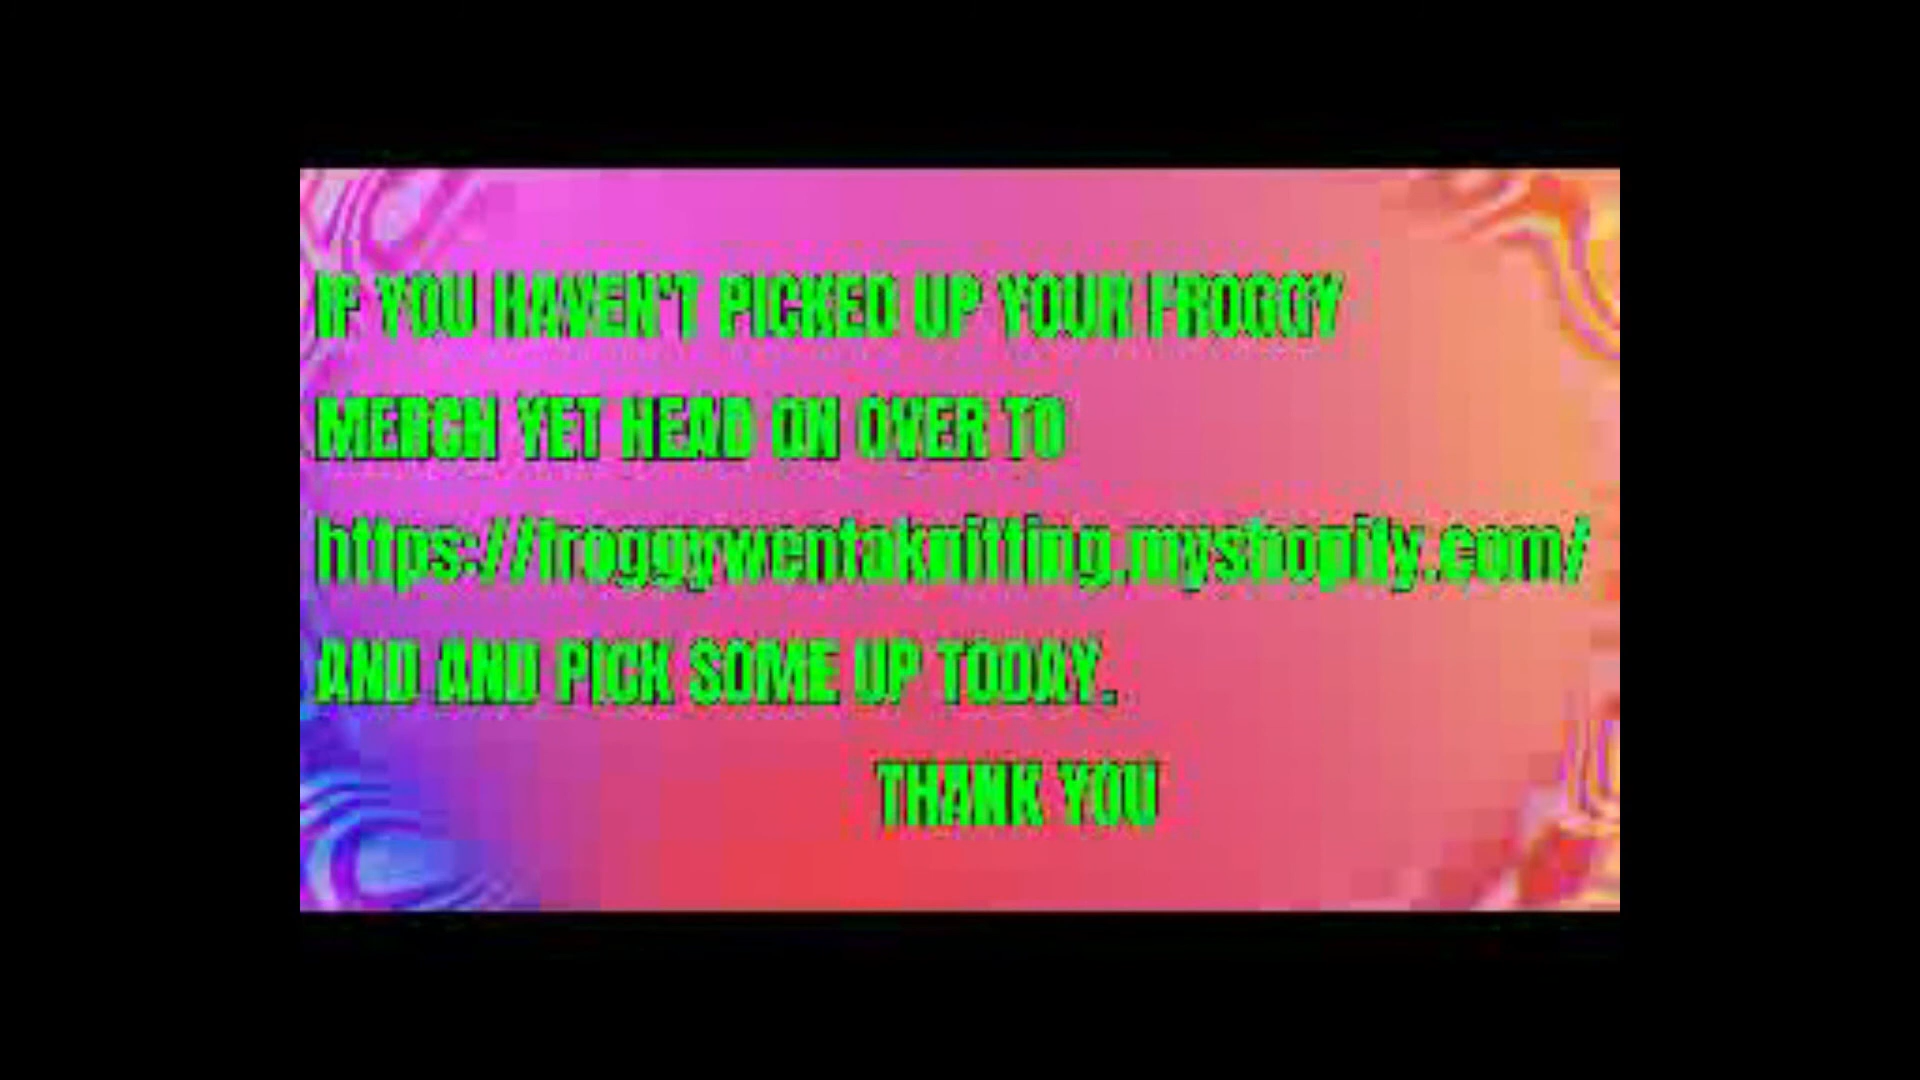 IF YOU HAVEN'T PICKED UP YOUR FROGGY
MERCH YET HEAD ON OVER TO
https://froggywentaknitting.myshopify.com/
AND AND PICK SOME UP TODAY.
THANK YOU